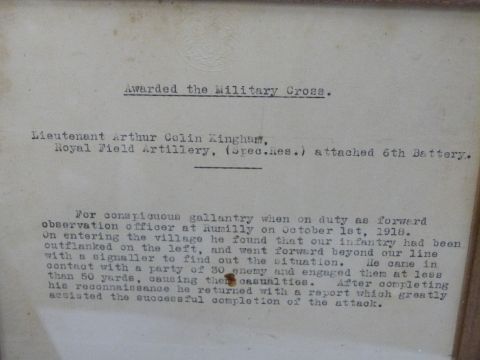 Awarded the Military Cross.
Lieutenant Arthur Colin Kingham,
Royal Field Artillery, (Spec.Res.) attached 6th Battery.
For conspicuous gallantry when on duty as forward
observation officer at Rumilly on October 1st, 1918.
On entering the village he found that our infantry had been
outflanked on the left, and went forward beyond our line
with a signaller to find out the situation. He came in
contact with a party of 30 enemy and engaged them at less
than 50 yards, causing them casualties. After completing
his reconnaissance he returned with a report which greatly
assisted the successful completion of the attack.